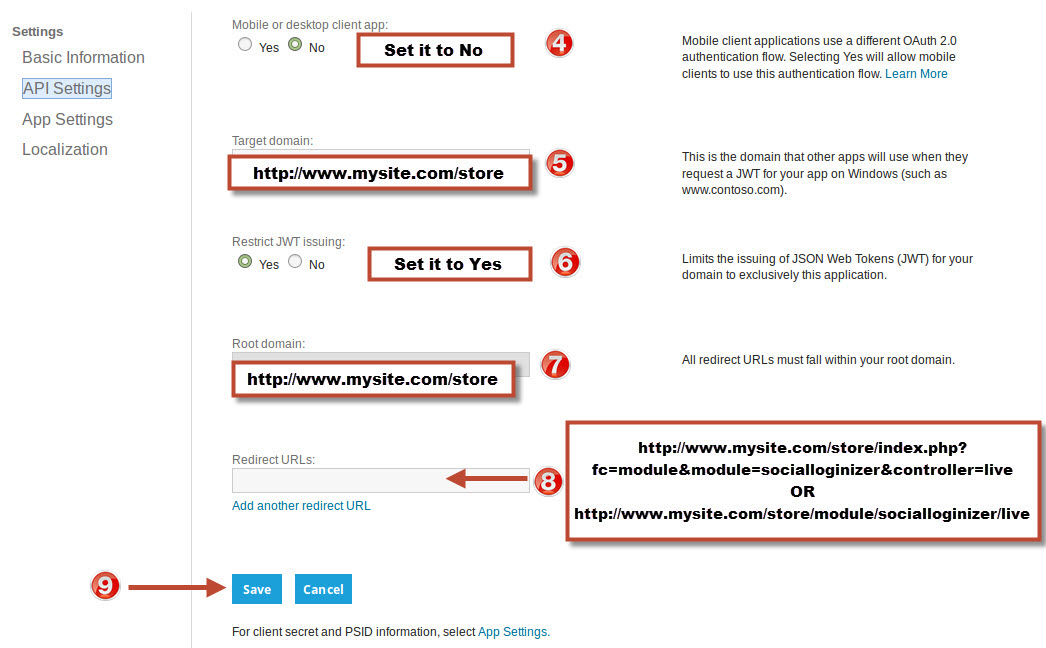 Settings
Basic Information
API Settings
App Settings
Localization
Mobile or desktop client app:
Yes No
Set it to No
4
Mobile client applications use a different OAuth 2.0
authentication flow. Selecting Yes will allow mobile
clients to use this authentication flow. Learn More
Target domain:
http://www.mysite.com/store
5
This is the domain that other apps will use when they
request a JWT for your app on Windows (such as
www.contoso.com).
Restrict JWT issuing:
Yes No
Set it to Yes
6
Limits the issuing of JSON Web Tokens (JWT) for your
domain to exclusively this application.
Root domain:
http://www.mysite.com/store
7
All redirect URLs must fall within your root domain.
Redirect URLs:
8
http://www.mysite.com/store/index.php?
fc=module&module=socialloginizer&controller=live
OR
http://www.mysite.com/store/module/socialloginizer/live
Add another redirect URL
9
Save Cancel
For client secret and PSID information, select App Settings.